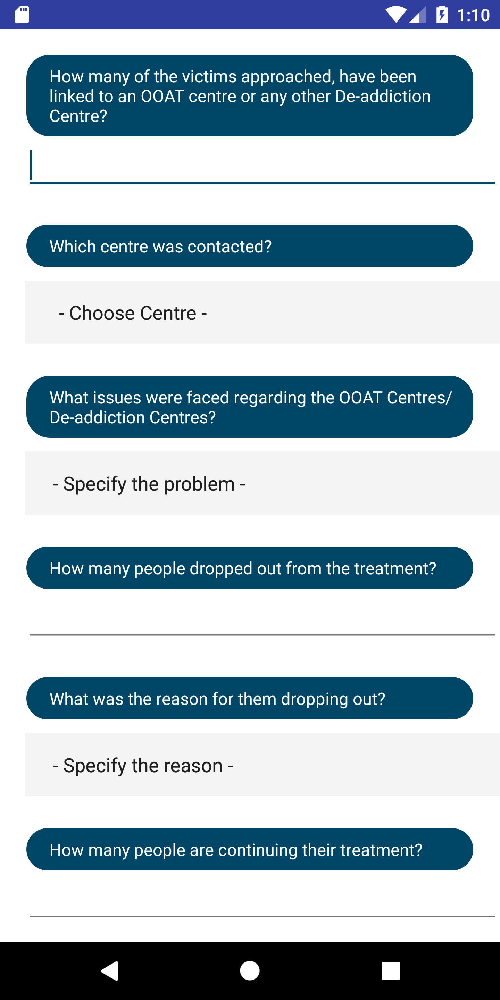 1:10
How many of the victims approached, have been
linked to an OOAT centre or any other De-addiction
Centre?
Which centre was contacted?
- Choose Centre -
What issues were faced regarding the OOAT Centres/
De-addiction Centres?
- Specify the problem -
How many people dropped out from the treatment?
What was the reason for them dropping out?
- Specify the reason -
How many people are continuing their treatment?